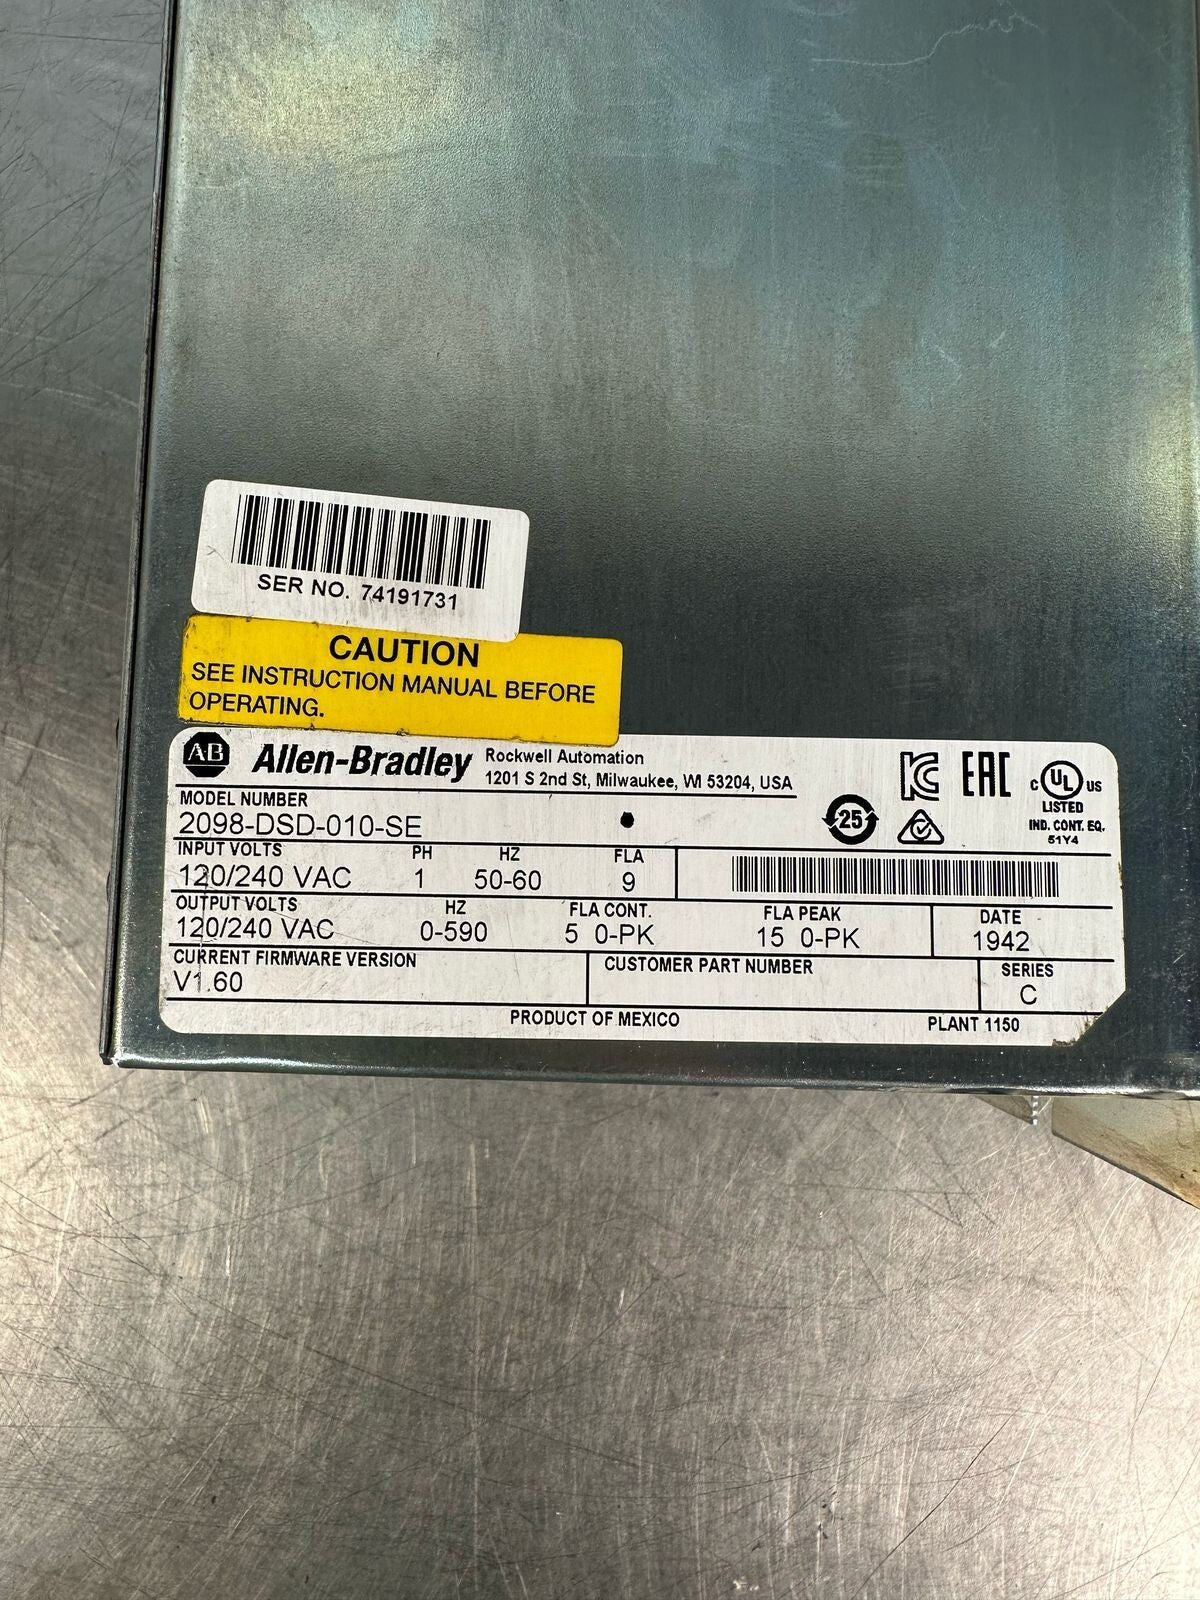 SER NO. 74191731
CAUTION
SEE INSTRUCTION MANUAL BEFORE
OPERATING.
AB Allen-Bradley
Rockwell Automation
1201 S 2nd St, Milwaukee, WI 53204, USA
25
EAC
C UL US
LISTED
IND. CONT. EQ.
51Y4
MODEL NUMBER
2098-DSD-010-SE
INPUT VOLTS PH HZ FLA
120/240 VAC 1 50-60 9
OUTPUT VOLTS HZ FLA CONT. FLA PEAK DATE
120/240 VAC 0-590 5 0-PK 15 0-PK 1942
CURRENT FIRMWARE VERSION CUSTOMER PART NUMBER SERIES
V1.60 C
PRODUCT OF MEXICO PLANT 1150